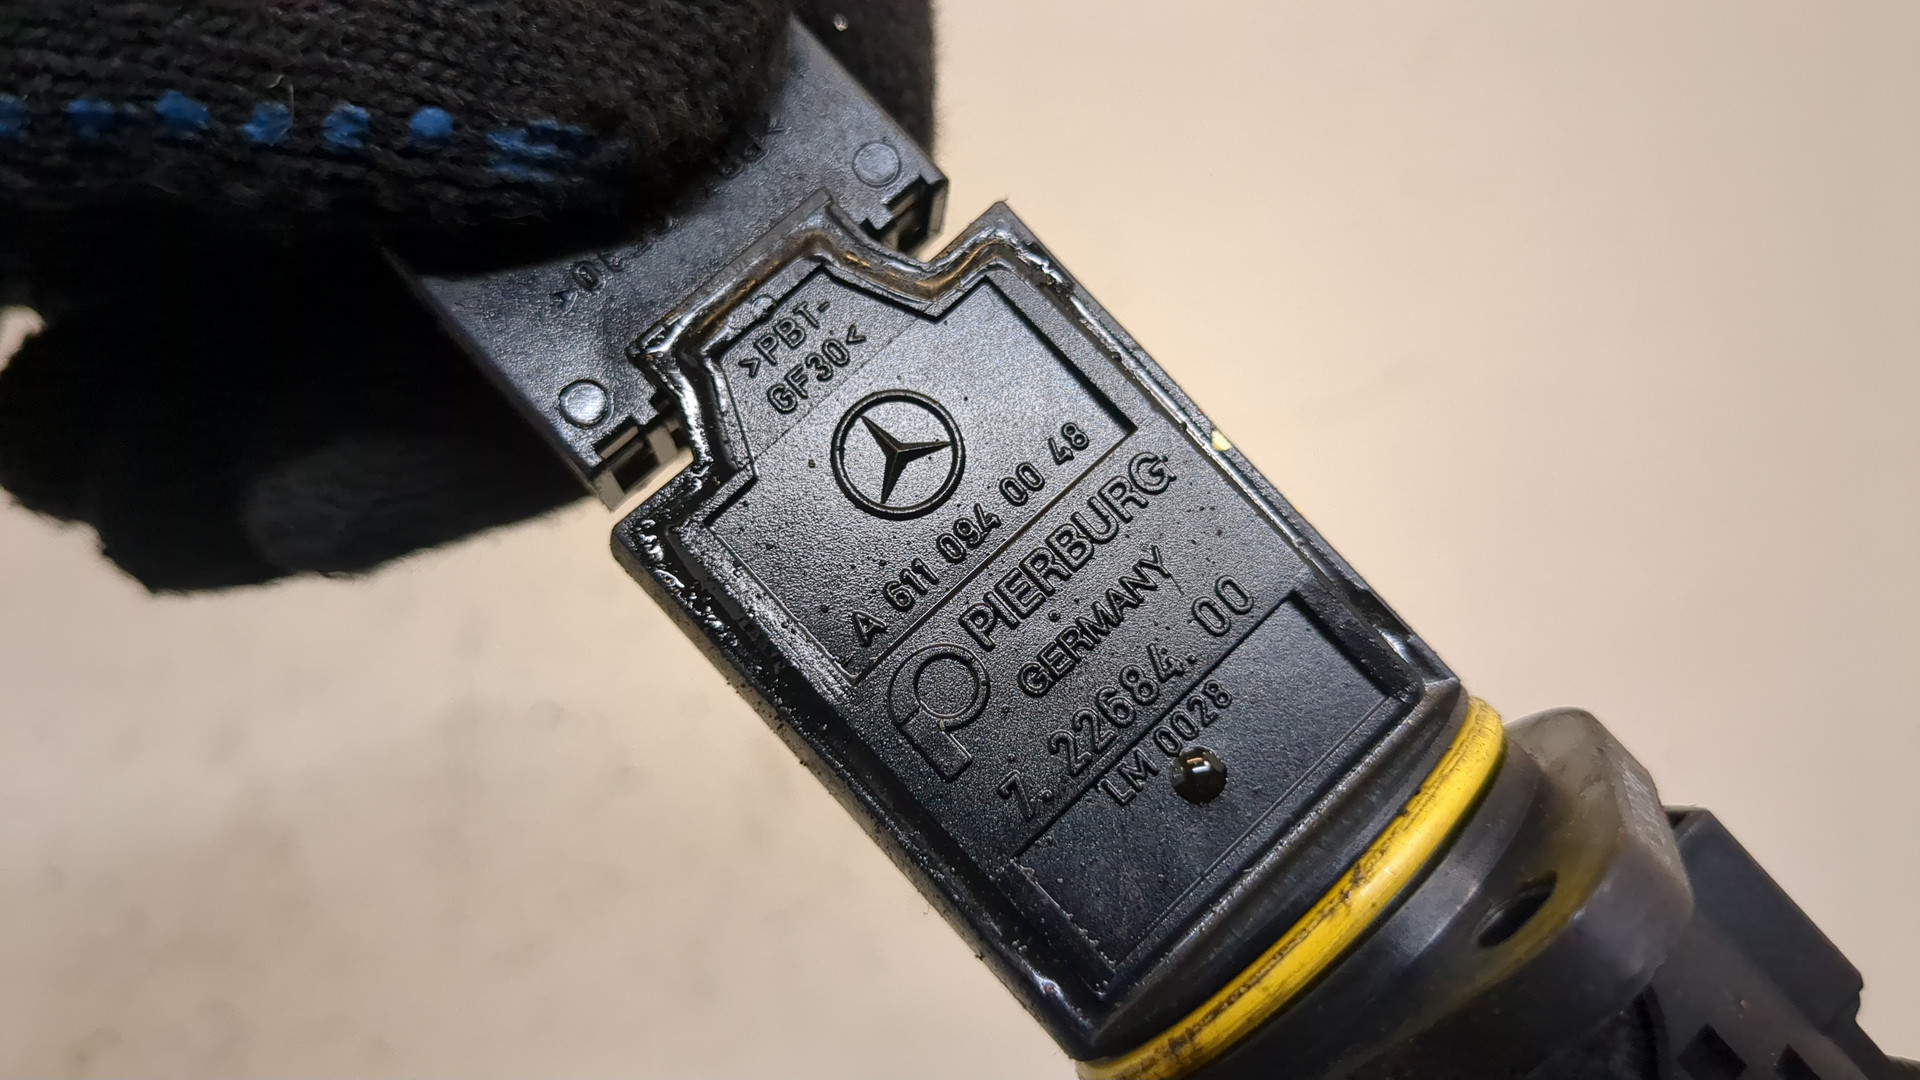 >PBT-
GF30<
A 611 094 00 48
PIERBURG
GERMANY
7.22684.00
LM 0028